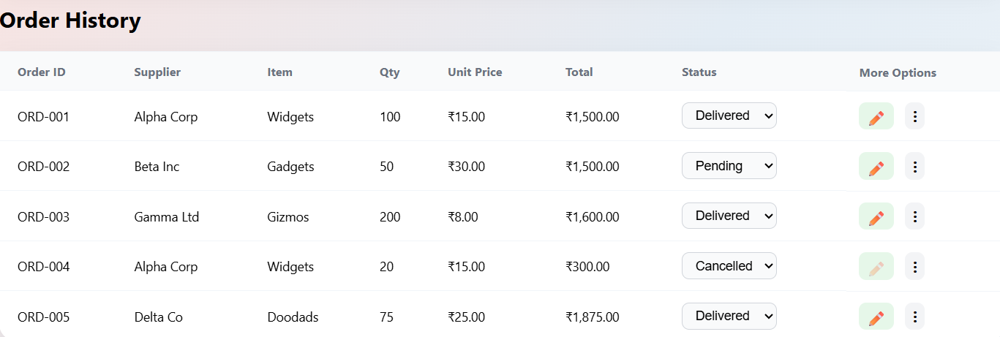 Order History
Order ID Supplier Item Qty Unit Price Total Status More Options
ORD-001 Alpha Corp Widgets 100 ₹15.00 ₹1,500.00 Delivered
ORD-002 Beta Inc Gadgets 50 ₹30.00 ₹1,500.00 Pending
ORD-003 Gamma Ltd Gizmos 200 ₹8.00 ₹1,600.00 Delivered
ORD-004 Alpha Corp Widgets 20 ₹15.00 ₹300.00 Cancelled
ORD-005 Delta Co Doodads 75 ₹25.00 ₹1,875.00 Delivered